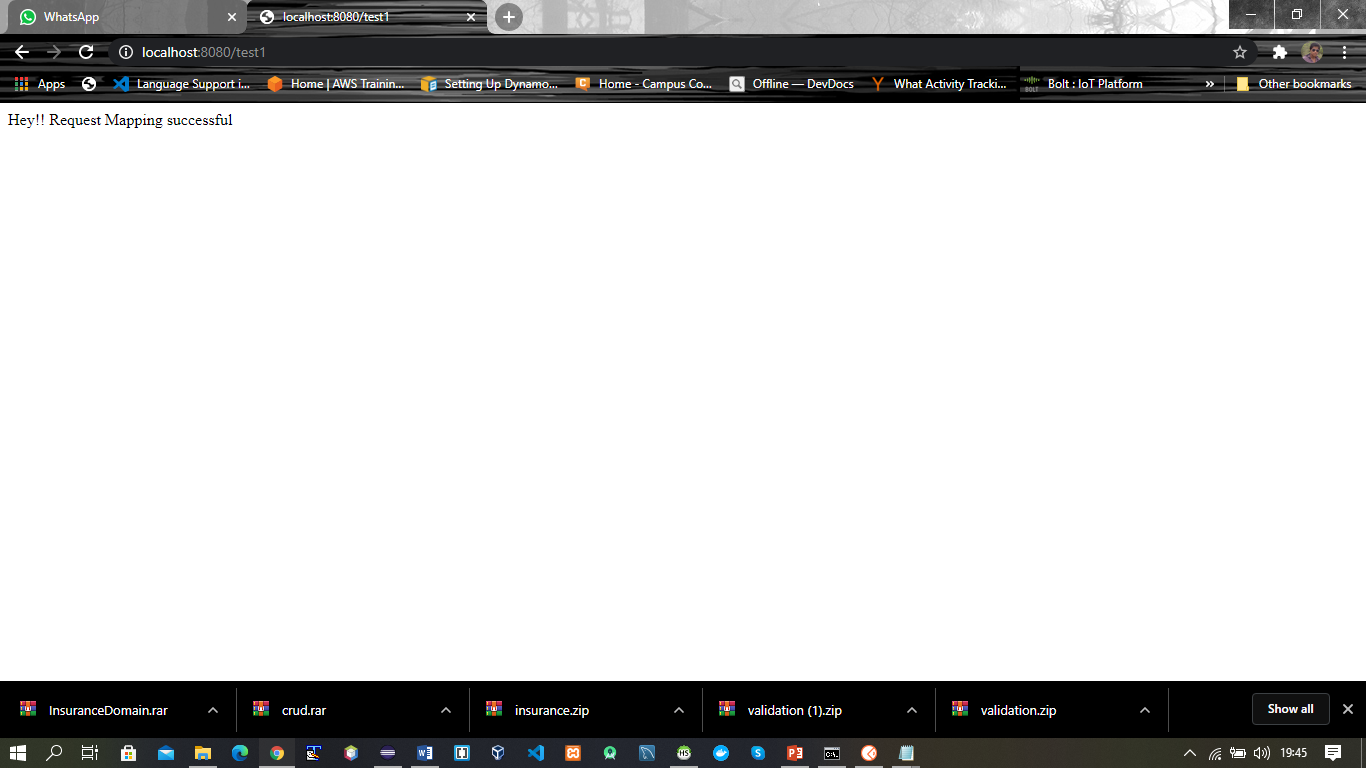 WhatsApp
localhost:8080/test1
localhost:8080/test1
Apps Language Support i... Home | AWS Trainin... Setting Up Dynamo... Home - Campus Co... Offline — DevDocs What Activity Tracki... BOLT Bolt : IoT Platform » Other bookmarks
Hey!! Request Mapping successful
InsuranceDomain.rar crud.rar insurance.zip validation (1).zip validation.zip Show all
19:45